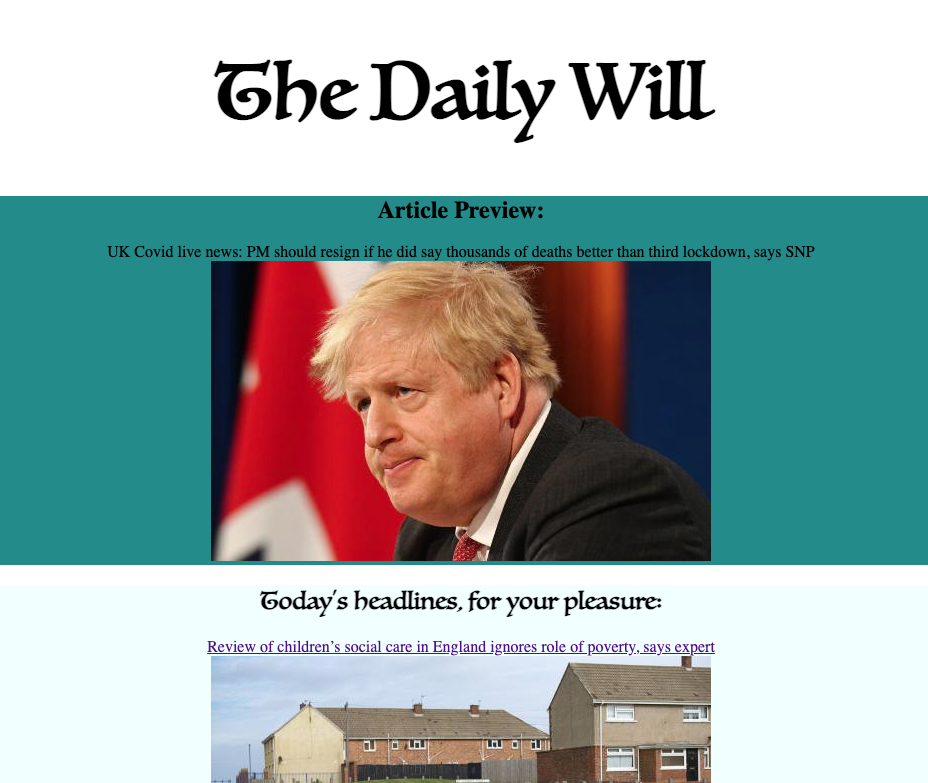 The Daily Will
Article Preview:
UK Covid live news: PM should resign if he did say thousands of deaths better than third lockdown, says SNP
Today's headlines, for your pleasure:
Review of children’s social care in England ignores role of poverty, says expert